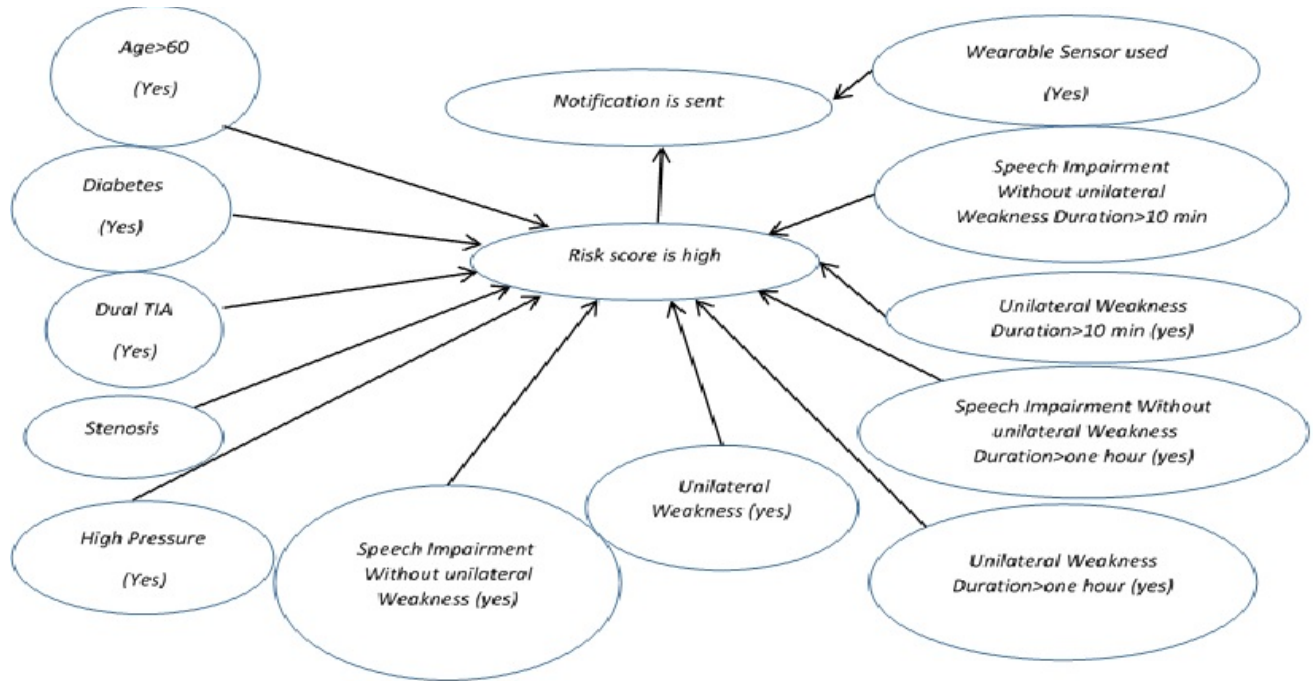 Age>60
(Yes)
Wearable Sensor used
(Yes)
Notification is sent
Speech Impairment
Without unilateral
Weakness Duration>10 min
Diabetes
(Yes)
Risk score is high
Dual TIA
(Yes)
Unilateral Weakness
Duration>10 min (yes)
Stenosis
Speech Impairment Without
unilateral Weakness
Duration>one hour (yes)
High Pressure
(Yes)
Speech Impairment
Without unilateral
Weakness (yes)
Unilateral
Weakness (yes)
Unilateral Weakness
Duration>one hour (yes)